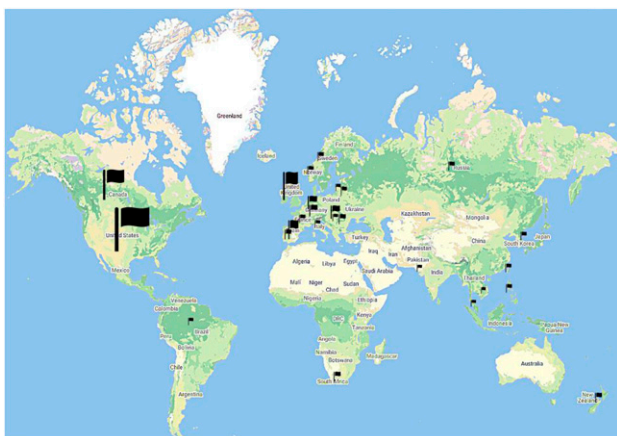 Greenland
Iceland
Finland
Sweden
Norway
Russia
Canada
United
Kingdom
Poland
Ukraine
Kazakhstan
Mongolia
United States
Italy
Turkey
Afghanistan
China
South Korea
Japan
Iraq
Iran
Pakistan
Mexico
Algeria
Libya
Egypt
Saudi Arabia
India
Mali
Niger
Chad
Sudan
Thailand
Venezuela
Colombia
Nigeria
Ethiopia
Kenya
DRC
Tanzania
Indonesia
Papua New
Guinea
Brazil
Peru
Bolivia
Angola
Namibia
Botswana
Madagascar
Chile
South Africa
Australia
Argentina
New
Zealand